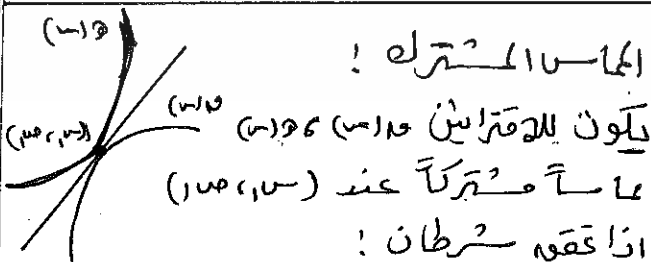 المماس المشترك :
يكون للاقترانين ق(س) ، ه(س)
مماساً مشتركاً عند (س١، ص١)
اذا تحقق شرطان :
ه(س)
ق(س)
(س١، ص١)